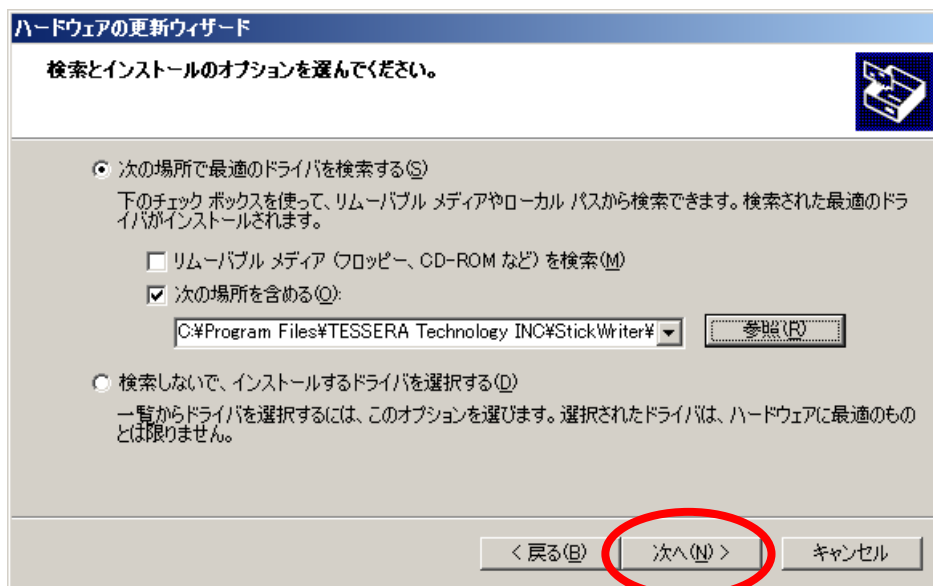 ハードウェアの更新ウィザード
検索とインストールのオプションを選んでください。
次の場所で最適のドライバを検索する(S)
下のチェック ボックスを使って、リムーバブル メディアやローカル パスから検索できます。検索された最適のドラ
イバがインストールされます。
リムーバブル メディア (フロッピー、CD-ROM など) を検索(M)
次の場所を含める(O):
C:¥Program Files¥TESSERA Technology INC¥StickWriter¥
参照(R)
検索しないで、インストールするドライバを選択する(D)
一覧からドライバを選択するには、このオプションを選びます。選択されたドライバは、ハードウェアに最適のもの
とは限りません。
< 戻る(B) 次へ(N) > キャンセル